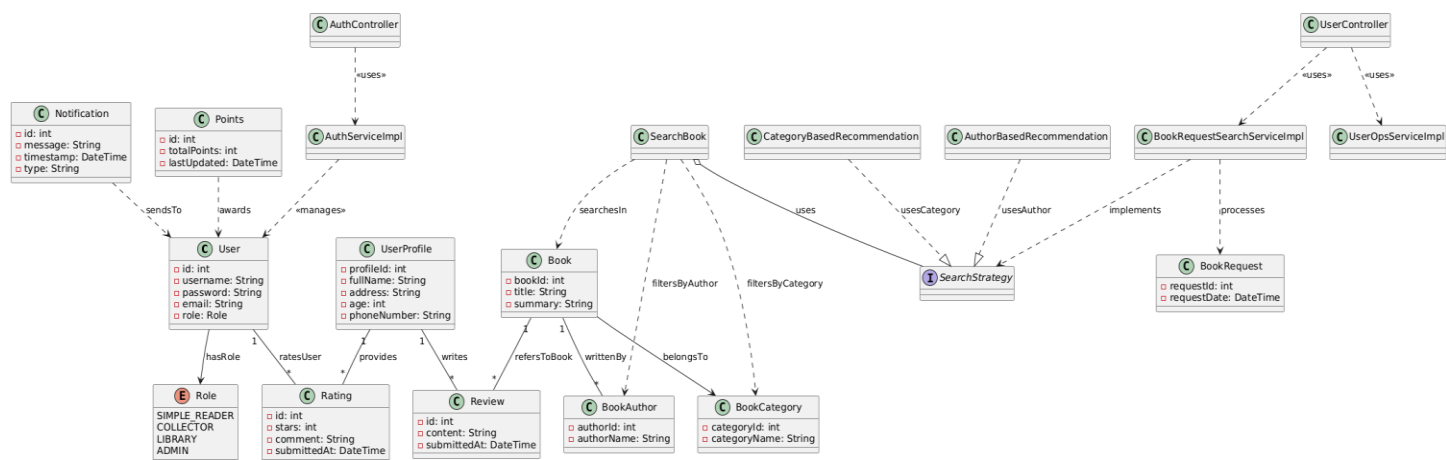 C AuthController
C UserController
«uses»
«uses»
«uses»
C Notification
id: int
message: String
timestamp: DateTime
type: String
C Points
id: int
totalPoints: int
lastUpdated: DateTime
C AuthServiceImpl
C SearchBook
C CategoryBasedRecommendation
C AuthorBasedRecommendation
C BookRequestSearchServiceImpl
C UserOpsServiceImpl
sendsTo
awards
«manages»
searchesIn
uses
usesCategory
usesAuthor
implements
processes
C User
id: int
username: String
password: String
email: String
role: Role
C UserProfile
profileId: int
fullName: String
address: String
age: int
phoneNumber: String
C Book
bookId: int
title: String
summary: String
filtersByAuthor
filtersByCategory
I SearchStrategy
C BookRequest
requestId: int
requestDate: DateTime
hasRole
1
ratesUser
*
1
provides
*
1
writes
*
1
refersToBook
*
1
writtenBy
*
belongsTo
E Role
SIMPLE_READER
COLLECTOR
LIBRARY
ADMIN
C Rating
id: int
stars: int
comment: String
submittedAt: DateTime
C Review
id: int
content: String
submittedAt: DateTime
C BookAuthor
authorId: int
authorName: String
C BookCategory
categoryId: int
categoryName: String